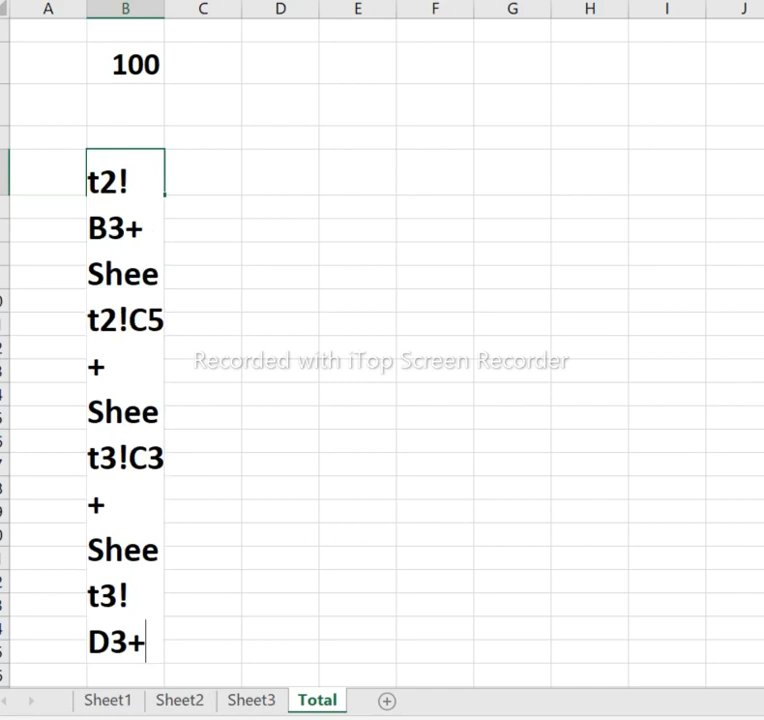 A B C D E F G H I J
100
t2!
B3+
Shee
t2!C5
+
Shee
t3!C3
+
Shee
t3!
D3+
Recorded with iTop Screen Recorder
Sheet1 Sheet2 Sheet3 Total